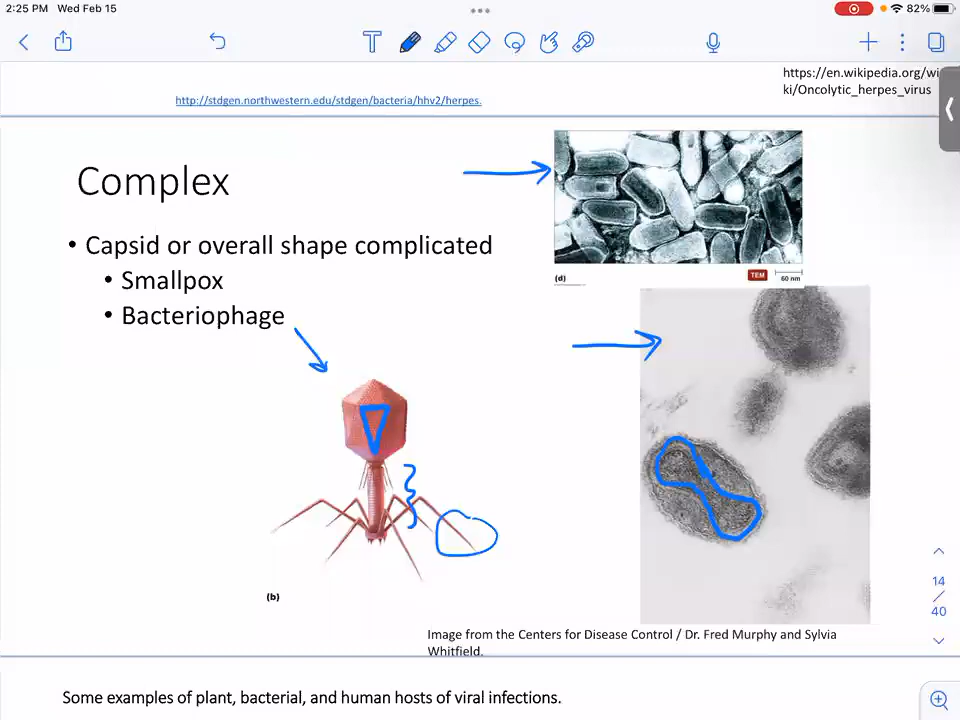 2:25 PM Wed Feb 15
82%
https://en.wikipedia.org/wi
ki/Oncolytic_herpes_virus
http://stdgen.northwestern.edu/stdgen/bacteria/hhv2/herpes.
Complex
• Capsid or overall shape complicated
• Smallpox
• Bacteriophage
(d)
TEM
60 nm
(b)
14
/
40
Image from the Centers for Disease Control / Dr. Fred Murphy and Sylvia
Whitfield.
Some examples of plant, bacterial, and human hosts of viral infections.